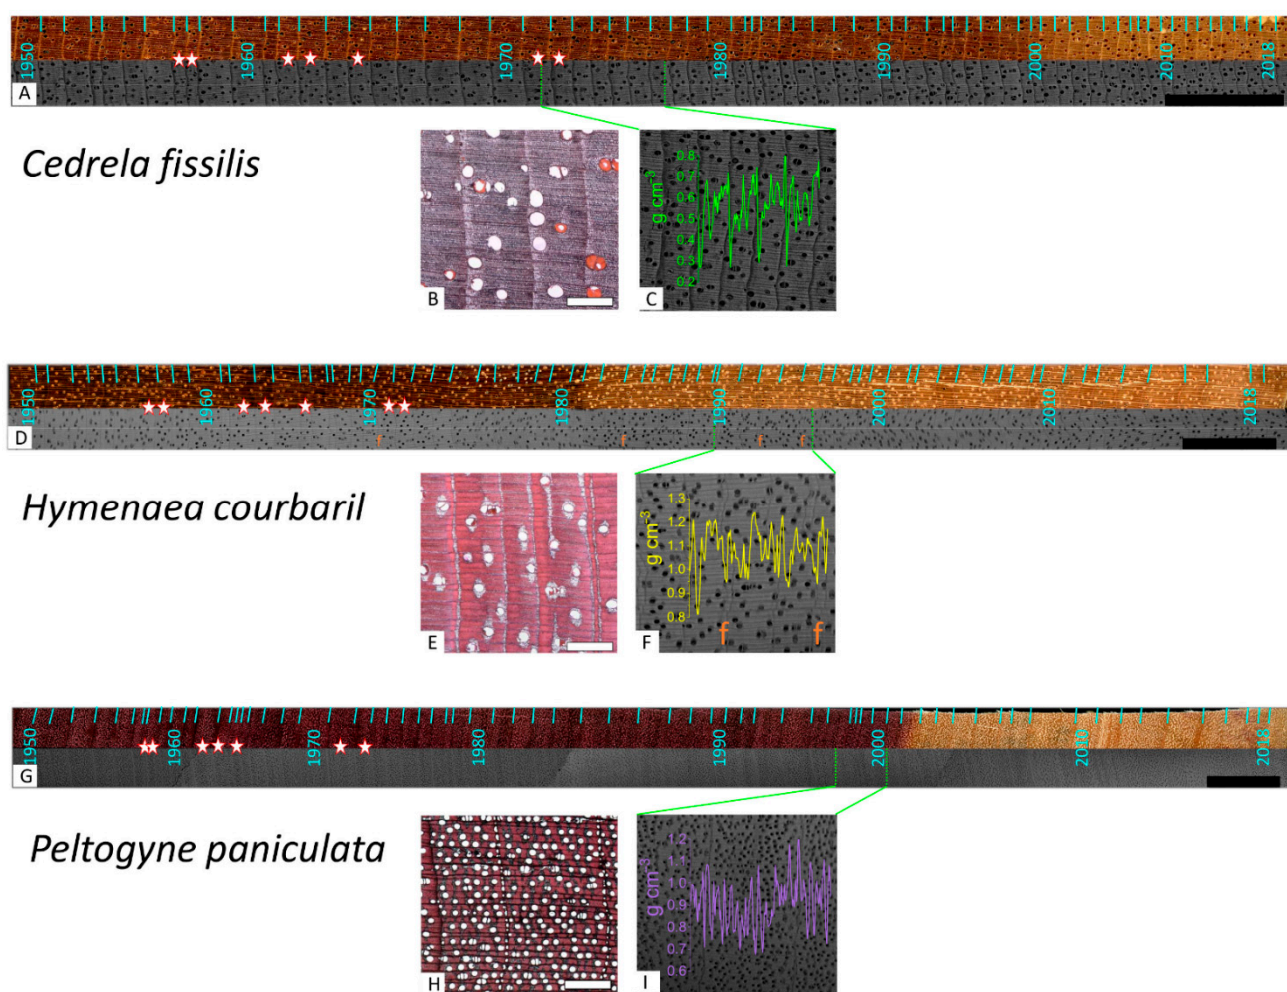 1950 1960 1970 1980 1990 2000 2010 2018
A
Cedrela fissilis
B
C
g cm-3
0.8
0.7
0.6
0.5
0.4
0.3
0.2
1950 1960 1970 1980 1990 2000 2010 2018
D
f f f f
Hymenaea courbaril
E
F
g cm-3
1.3
1.2
1.1
1.0
0.9
0.8
f f
1950 1960 1970 1980 1990 2000 2010 2018
G
Peltogyne paniculata
H
I
g cm-3
1.2
1.1
1.0
0.9
0.8
0.7
0.6